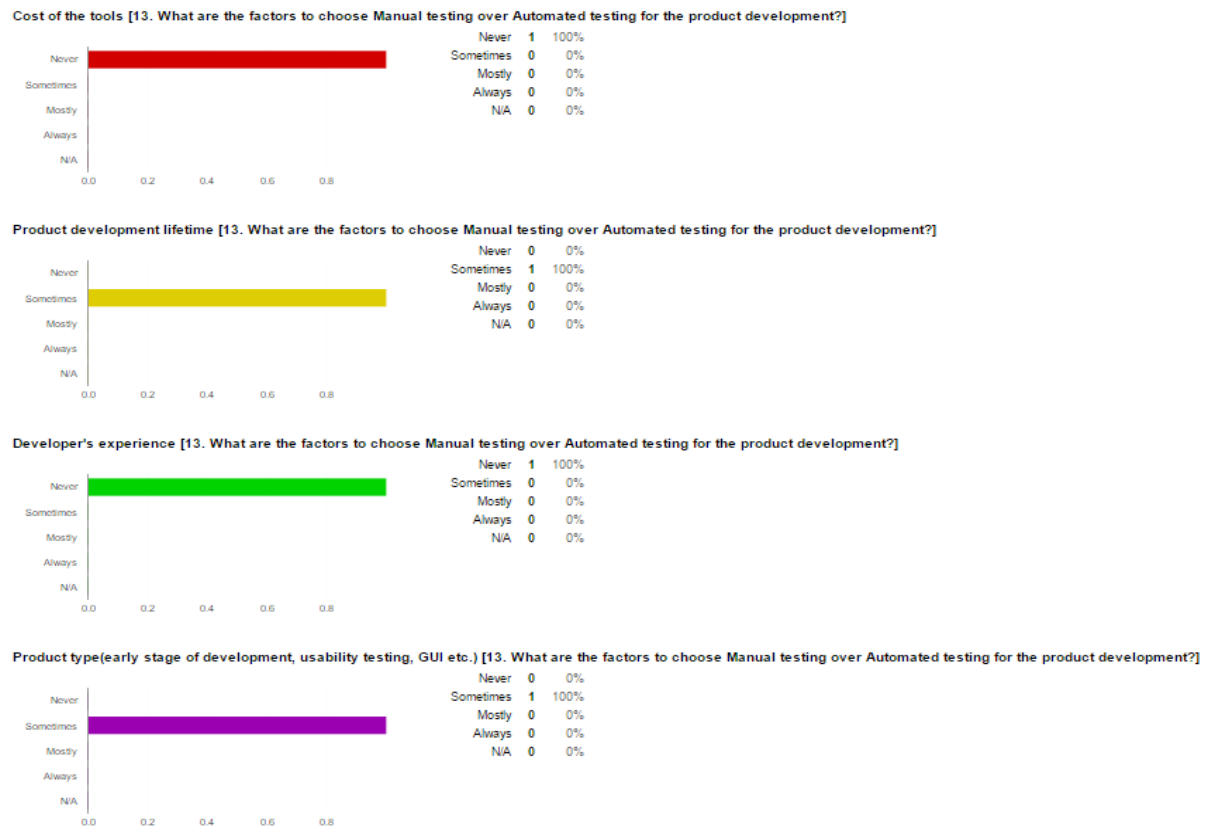 Cost of the tools [13. What are the factors to choose Manual testing over Automated testing for the product development?]
Never 1 100%
Sometimes 0 0%
Mostly 0 0%
Always 0 0%
N/A 0 0%
Never
Sometimes
Mostly
Always
N/A
0.0 0.2 0.4 0.6 0.8
Product development lifetime [13. What are the factors to choose Manual testing over Automated testing for the product development?]
Never 0 0%
Sometimes 1 100%
Mostly 0 0%
Always 0 0%
N/A 0 0%
Never
Sometimes
Mostly
Always
N/A
0.0 0.2 0.4 0.6 0.8
Developer's experience [13. What are the factors to choose Manual testing over Automated testing for the product development?]
Never 1 100%
Sometimes 0 0%
Mostly 0 0%
Always 0 0%
N/A 0 0%
Never
Sometimes
Mostly
Always
N/A
0.0 0.2 0.4 0.6 0.8
Product type(early stage of development, usability testing, GUI etc.) [13. What are the factors to choose Manual testing over Automated testing for the product development?]
Never 0 0%
Sometimes 1 100%
Mostly 0 0%
Always 0 0%
N/A 0 0%
Never
Sometimes
Mostly
Always
N/A
0.0 0.2 0.4 0.6 0.8